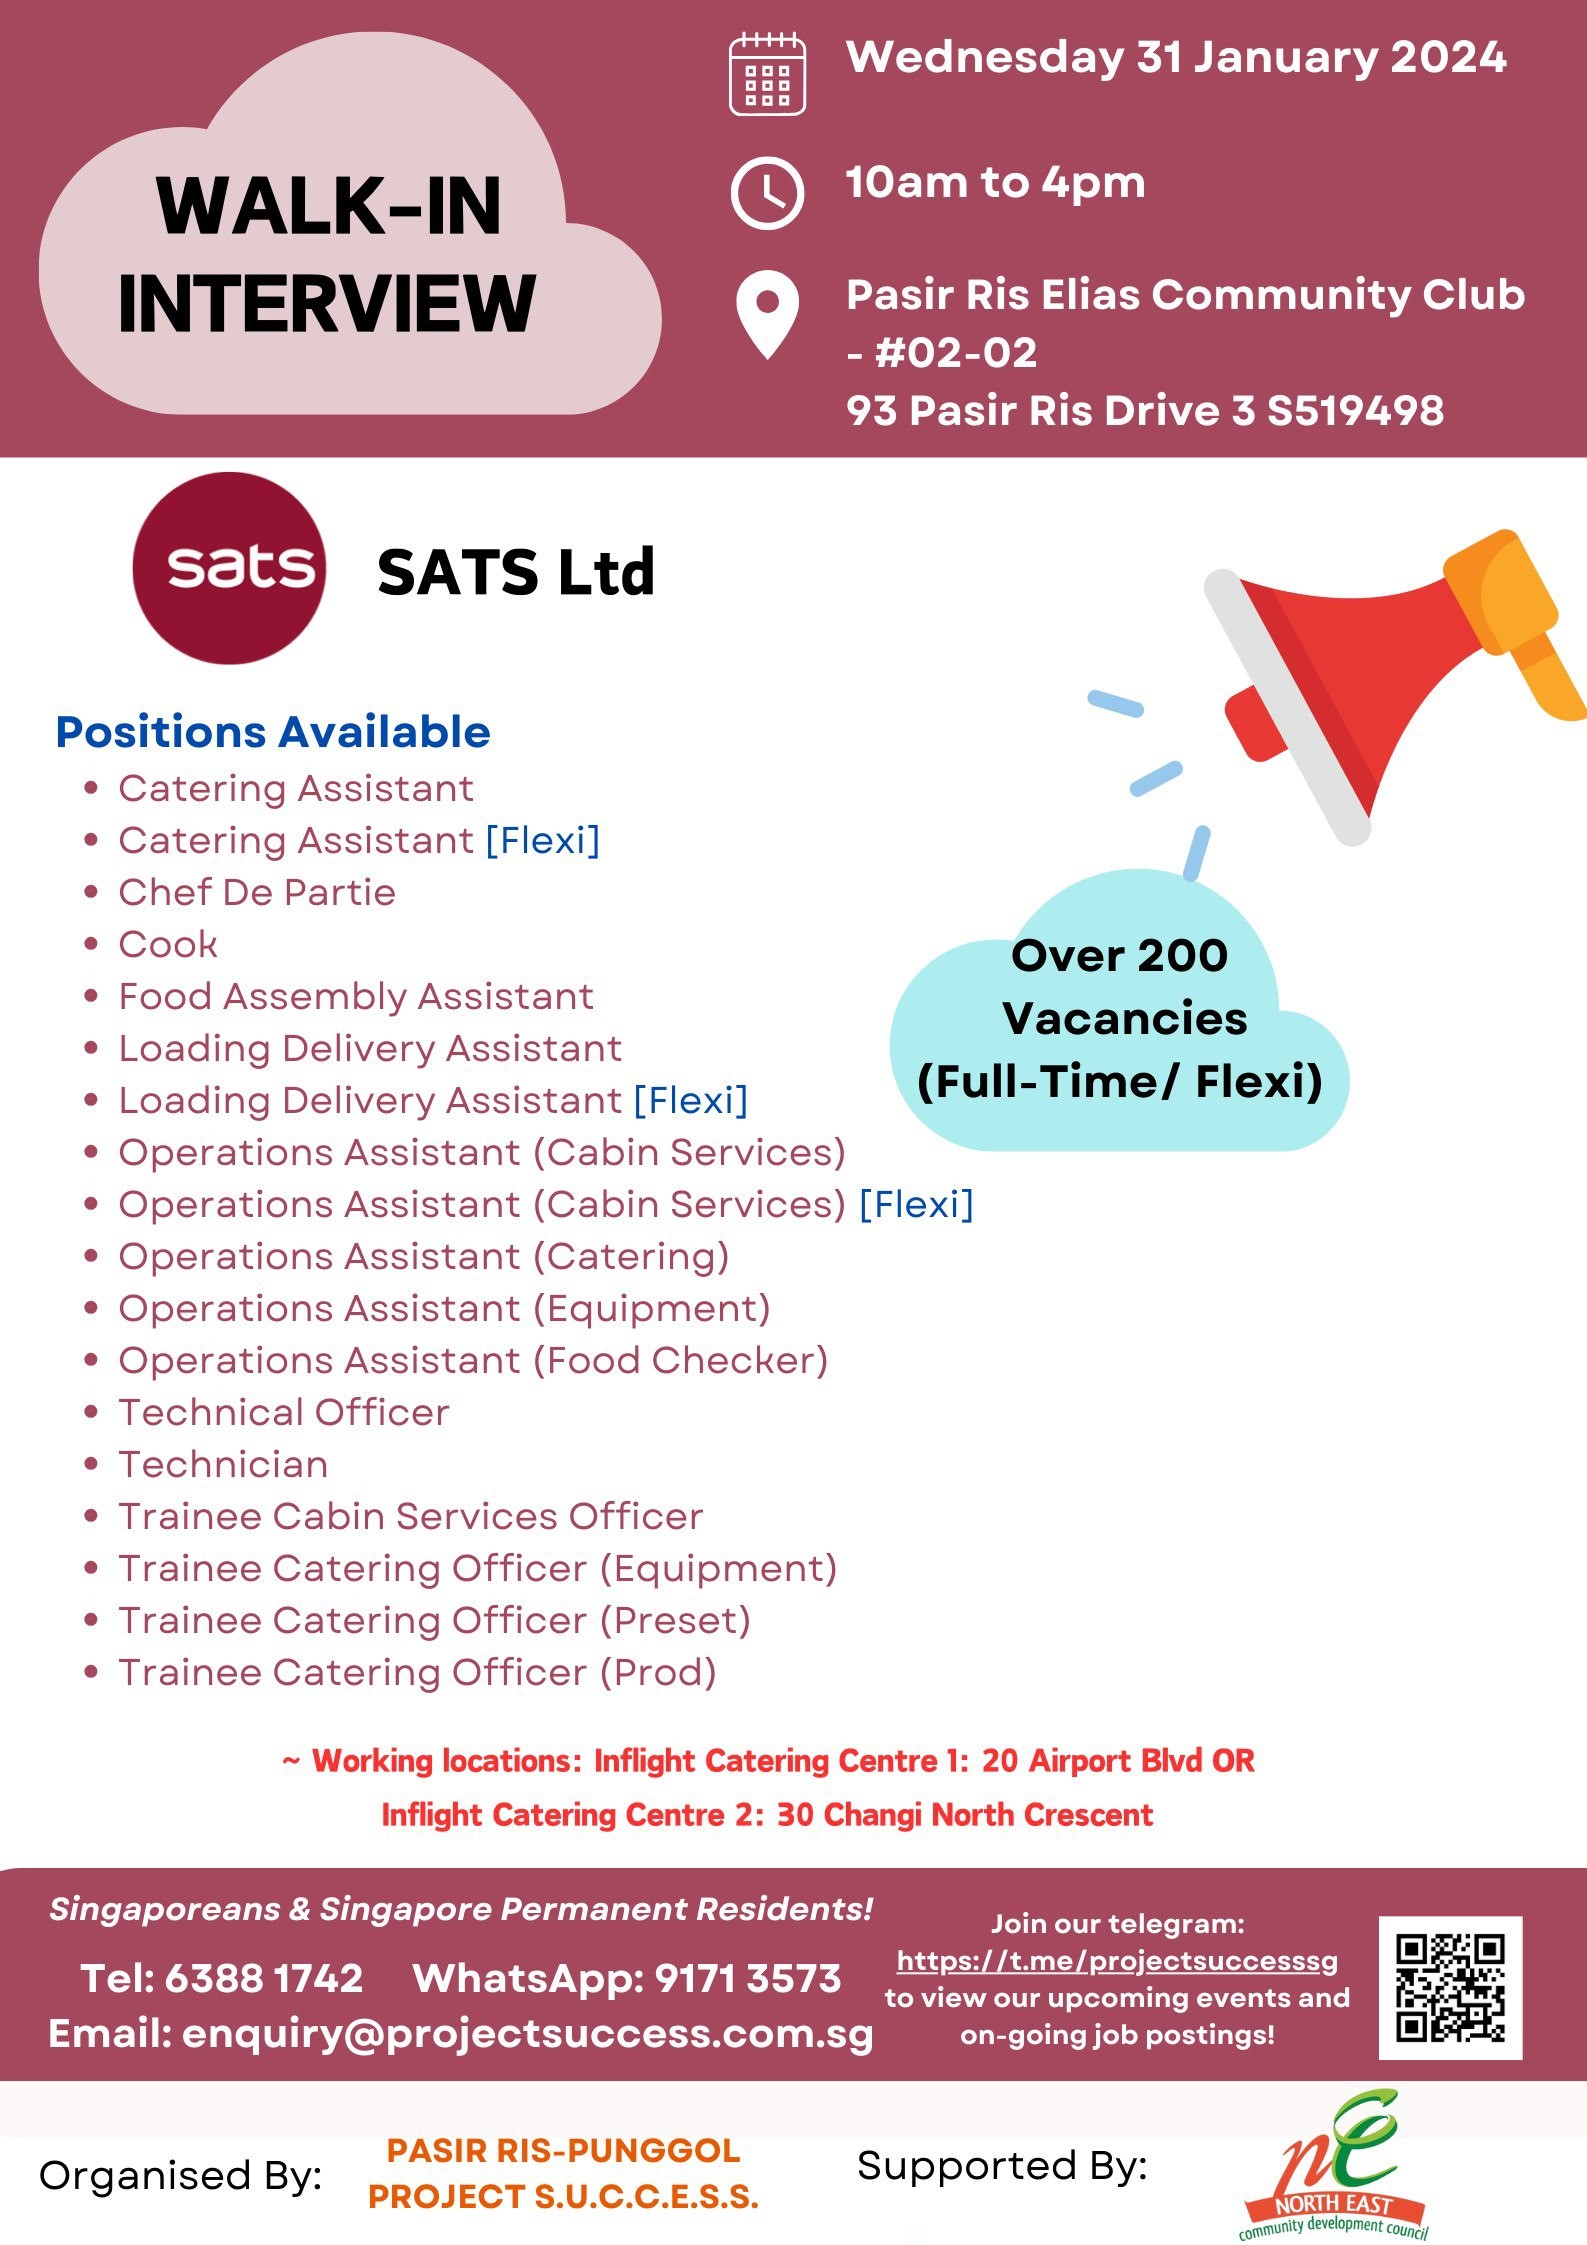 WALK-IN
INTERVIEW
Wednesday 31 January 2024
10am to 4pm
Pasir Ris Elias Community Club
- #02-02
93 Pasir Ris Drive 3 S519498
sats
SATS Ltd
Positions Available
• Catering Assistant
• Catering Assistant [Flexi]
• Chef De Partie
• Cook
• Food Assembly Assistant
• Loading Delivery Assistant
• Loading Delivery Assistant [Flexi]
• Operations Assistant (Cabin Services)
• Operations Assistant (Cabin Services) [Flexi]
• Operations Assistant (Catering)
• Operations Assistant (Equipment)
• Operations Assistant (Food Checker)
• Technical Officer
• Technician
• Trainee Cabin Services Officer
• Trainee Catering Officer (Equipment)
• Trainee Catering Officer (Preset)
• Trainee Catering Officer (Prod)
Over 200
Vacancies
(Full-Time/ Flexi)
~ Working locations: Inflight Catering Centre 1: 20 Airport Blvd OR
Inflight Catering Centre 2: 30 Changi North Crescent
Singaporeans & Singapore Permanent Residents!
Tel: 6388 1742 WhatsApp: 9171 3573
Email: enquiry@projectsuccess.com.sg
Join our telegram:
https://t.me/projectsuccesssg
to view our upcoming events and
on-going job postings!
Organised By:
PASIR RIS-PUNGGOL
PROJECT S.U.C.C.E.S.S.
Supported By:
nE
NORTH EAST
community development council